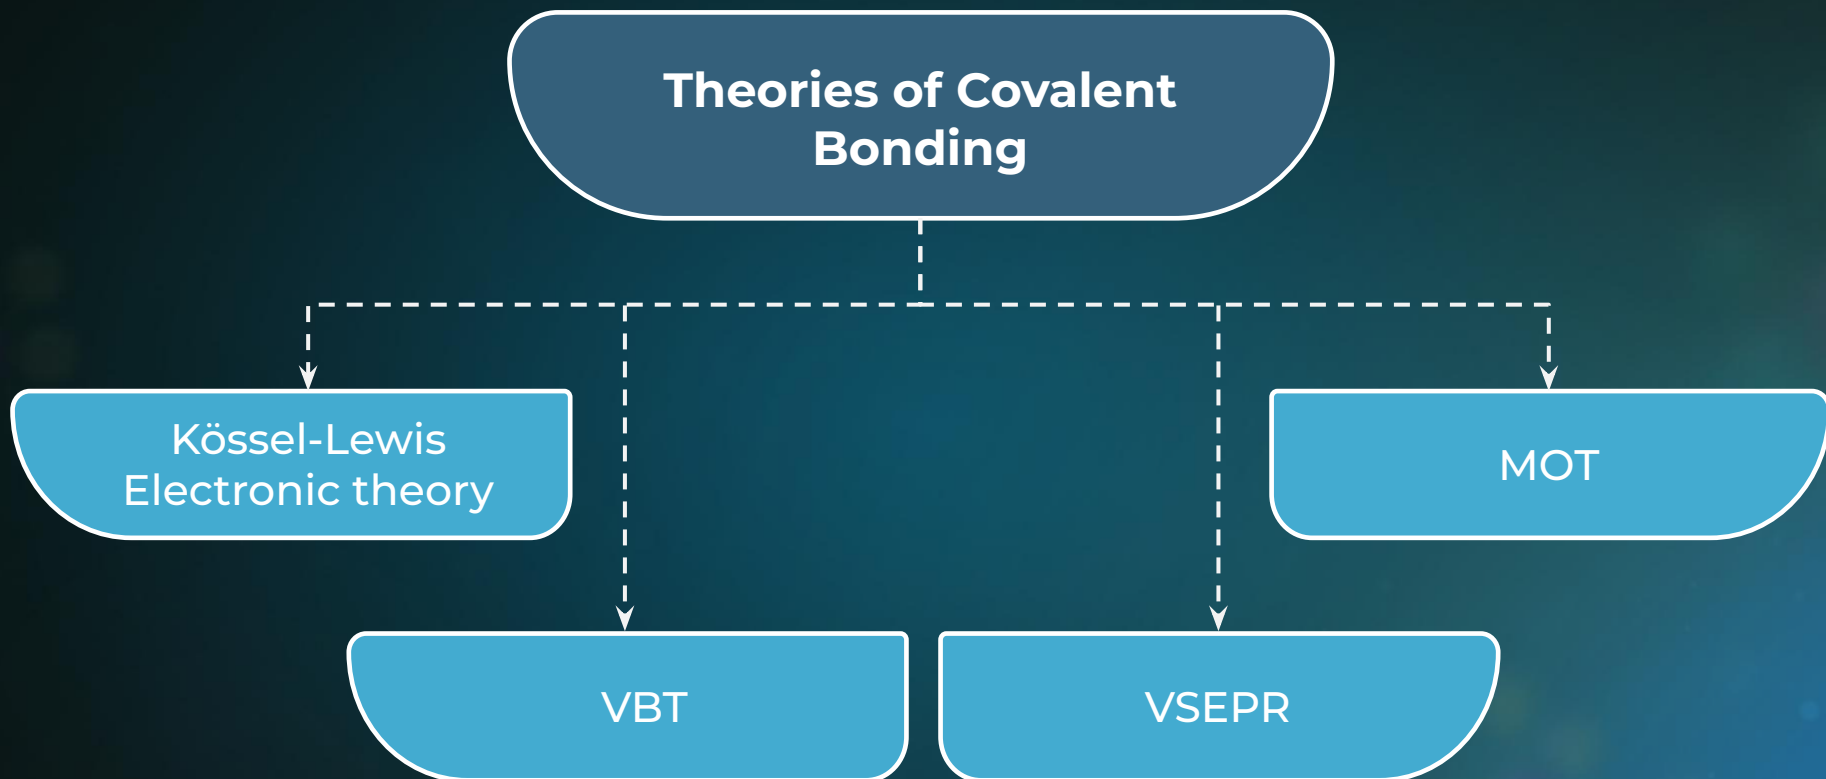 Theories of Covalent
Bonding
Kössel-Lewis
Electronic theory
MOT
VBT
VSEPR